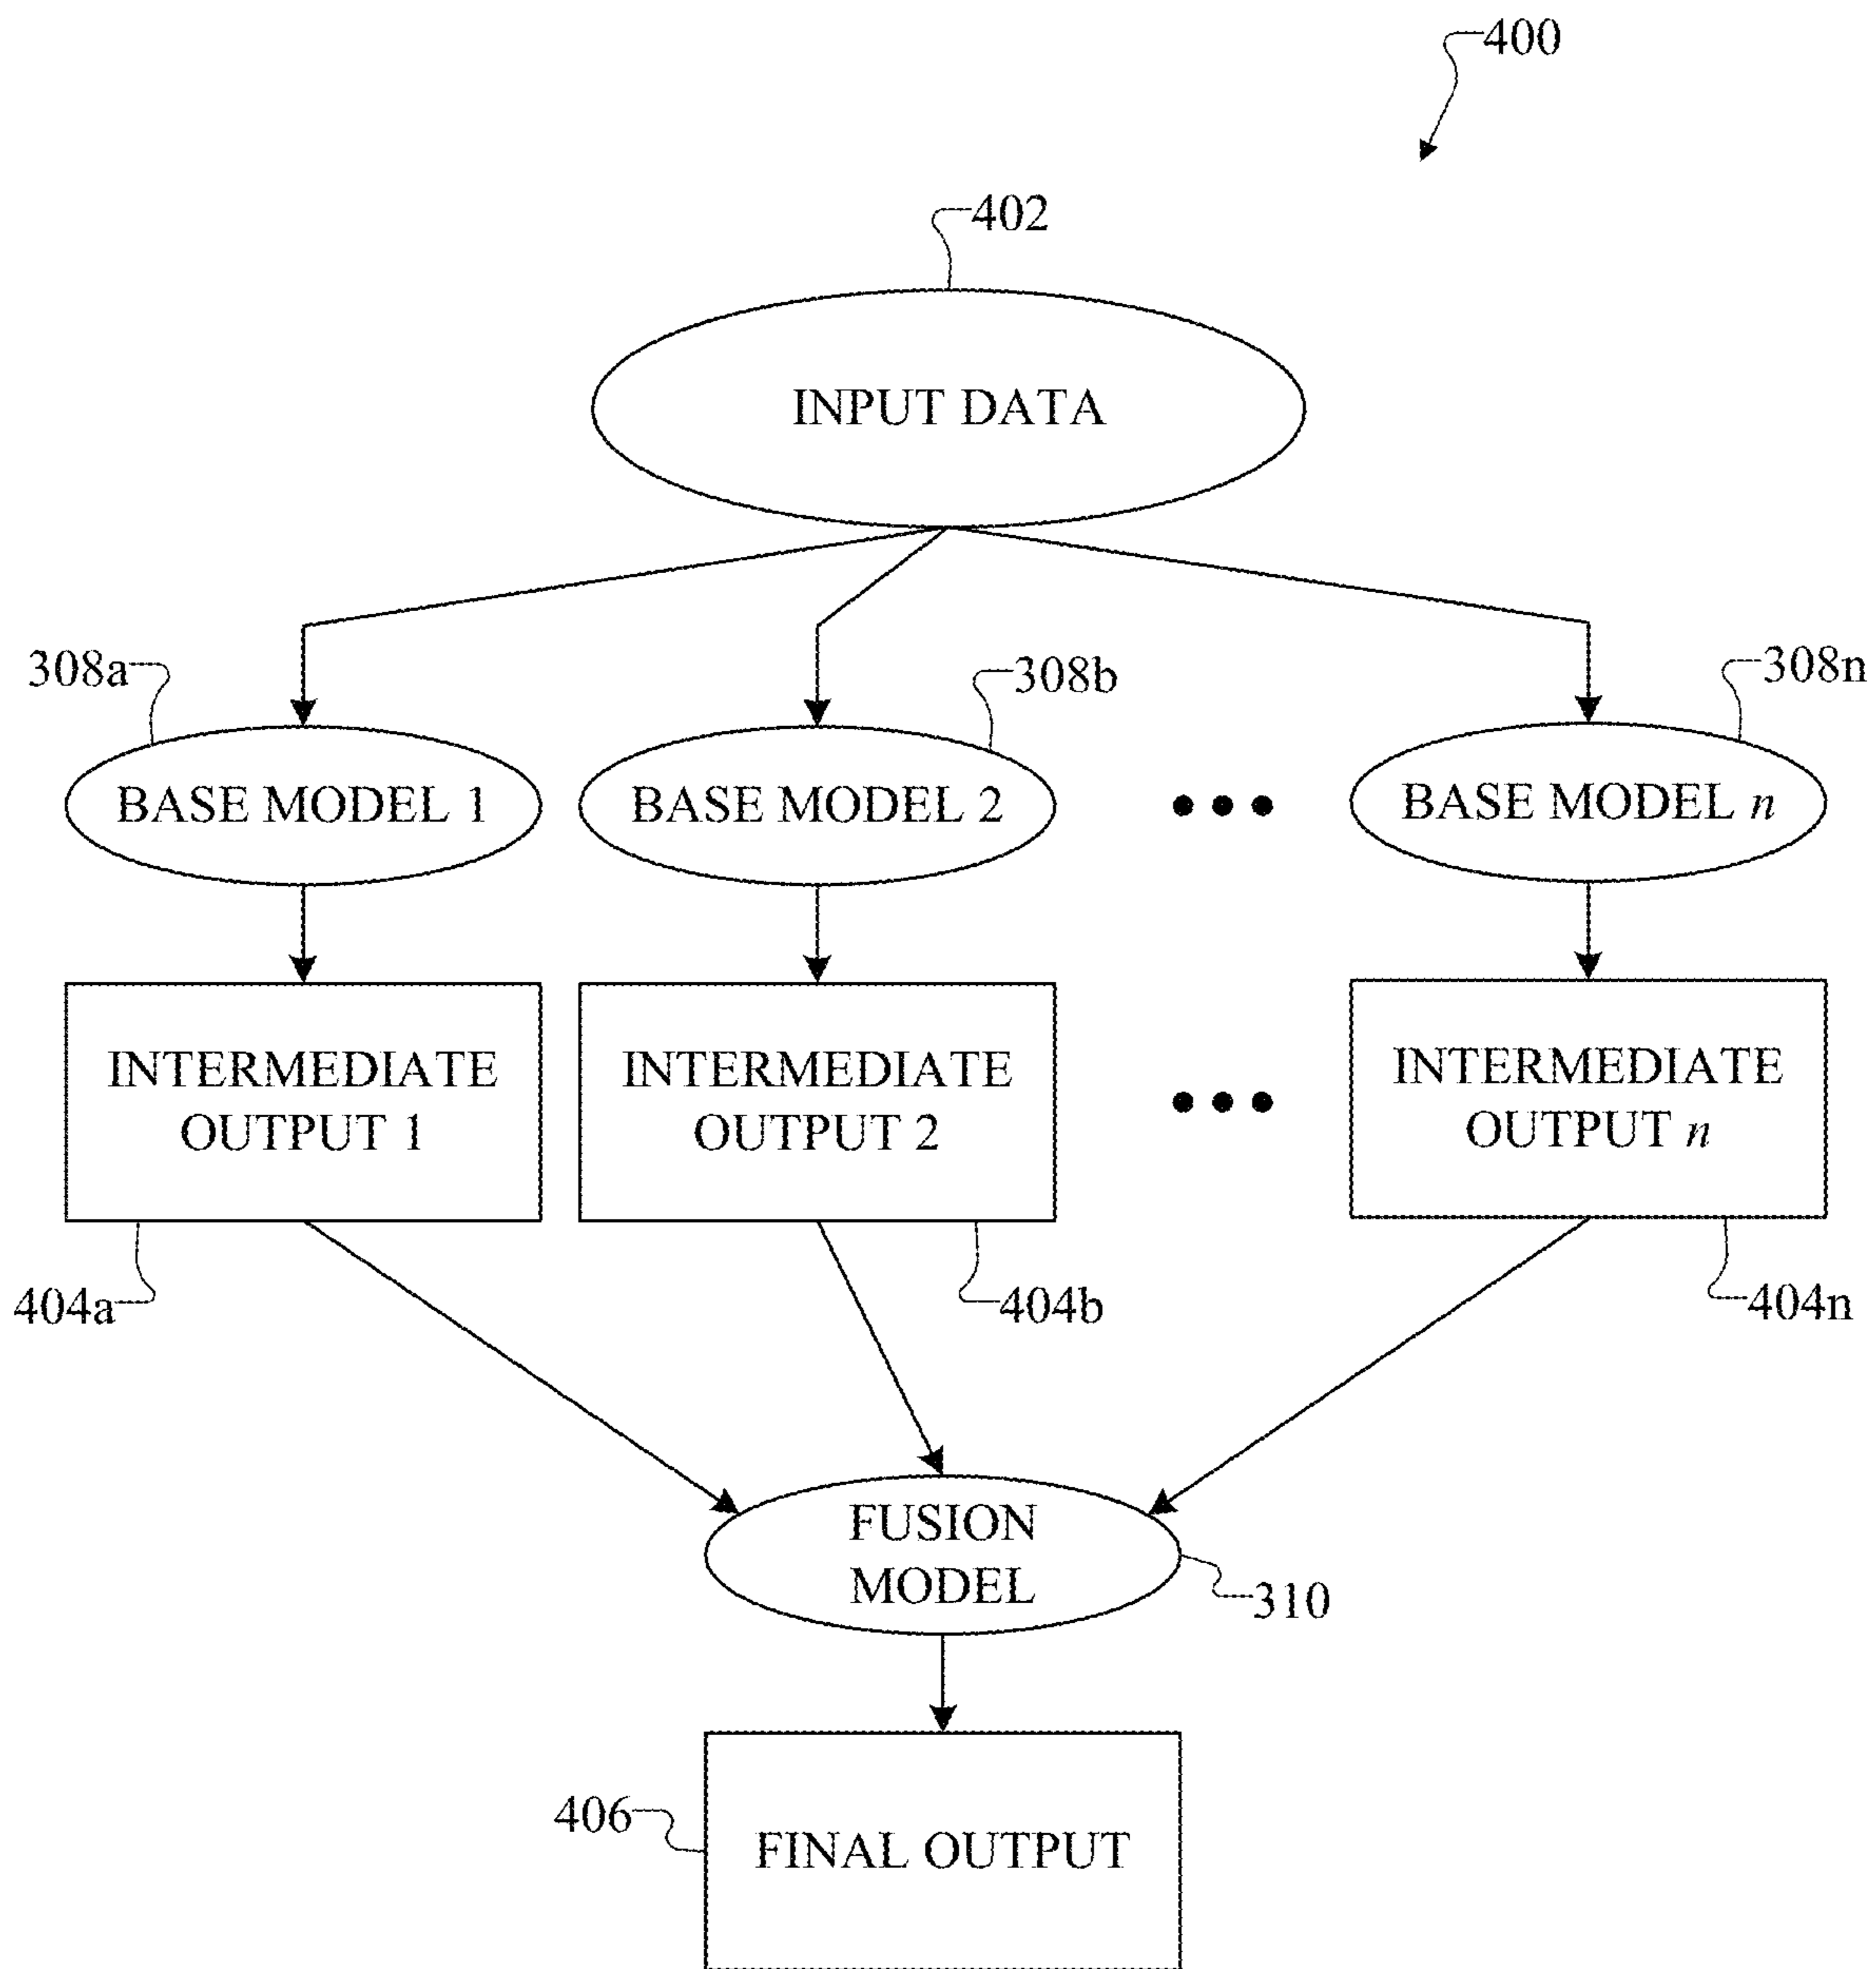 400
402
INPUT DATA
308a
308b
308n
BASE MODEL 1
BASE MODEL 2
BASE MODEL n
INTERMEDIATE
OUTPUT 1
INTERMEDIATE
OUTPUT 2
INTERMEDIATE
OUTPUT n
404a
404b
404n
FUSION
MODEL
310
406
FINAL OUTPUT